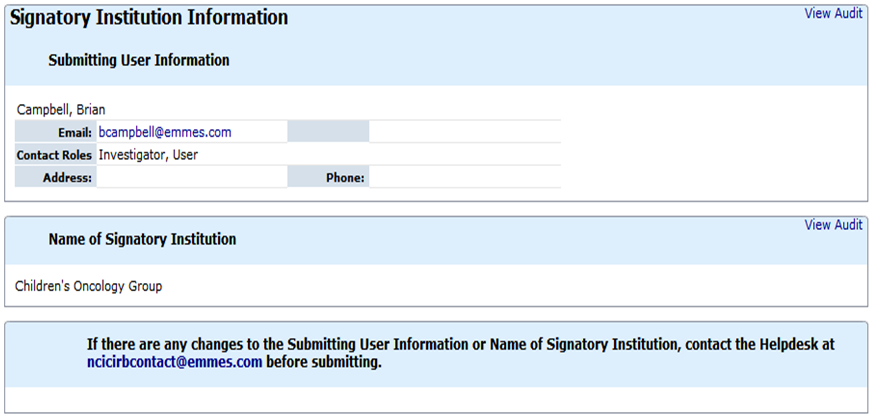 Signatory Institution Information
View Audit
Submitting User Information
Campbell, Brian
Email: bcampbell@emmes.com
Contact Roles Investigator, User
Address: Phone:
View Audit
Name of Signatory Institution
Children's Oncology Group
If there are any changes to the Submitting User Information or Name of Signatory Institution, contact the Helpdesk at
ncicirbcontact@emmes.com before submitting.